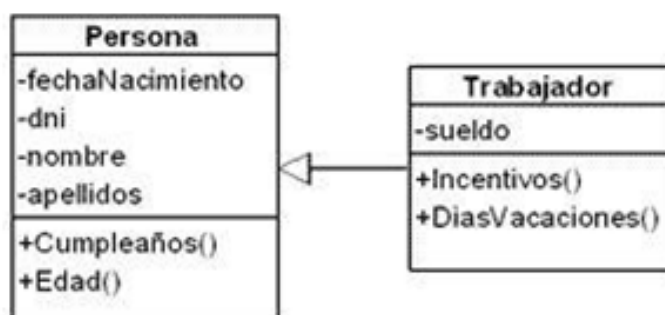 Persona
-fechaNacimiento
-dni
-nombre
-apellidos
+Cumpleaños()
+Edad()
Trabajador
-sueldo
+Incentivos()
+DiasVacaciones()